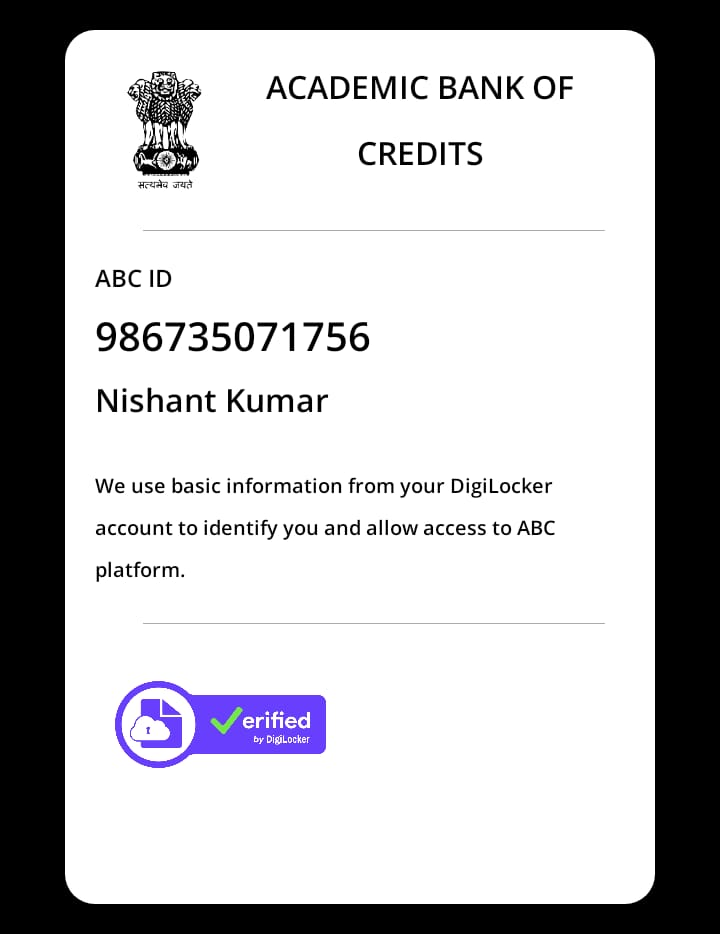 सत्यमेव जयते
ACADEMIC BANK OF
CREDITS
ABC ID
986735071756
Nishant Kumar
We use basic information from your DigiLocker
account to identify you and allow access to ABC
platform.
erified
by DigiLocker